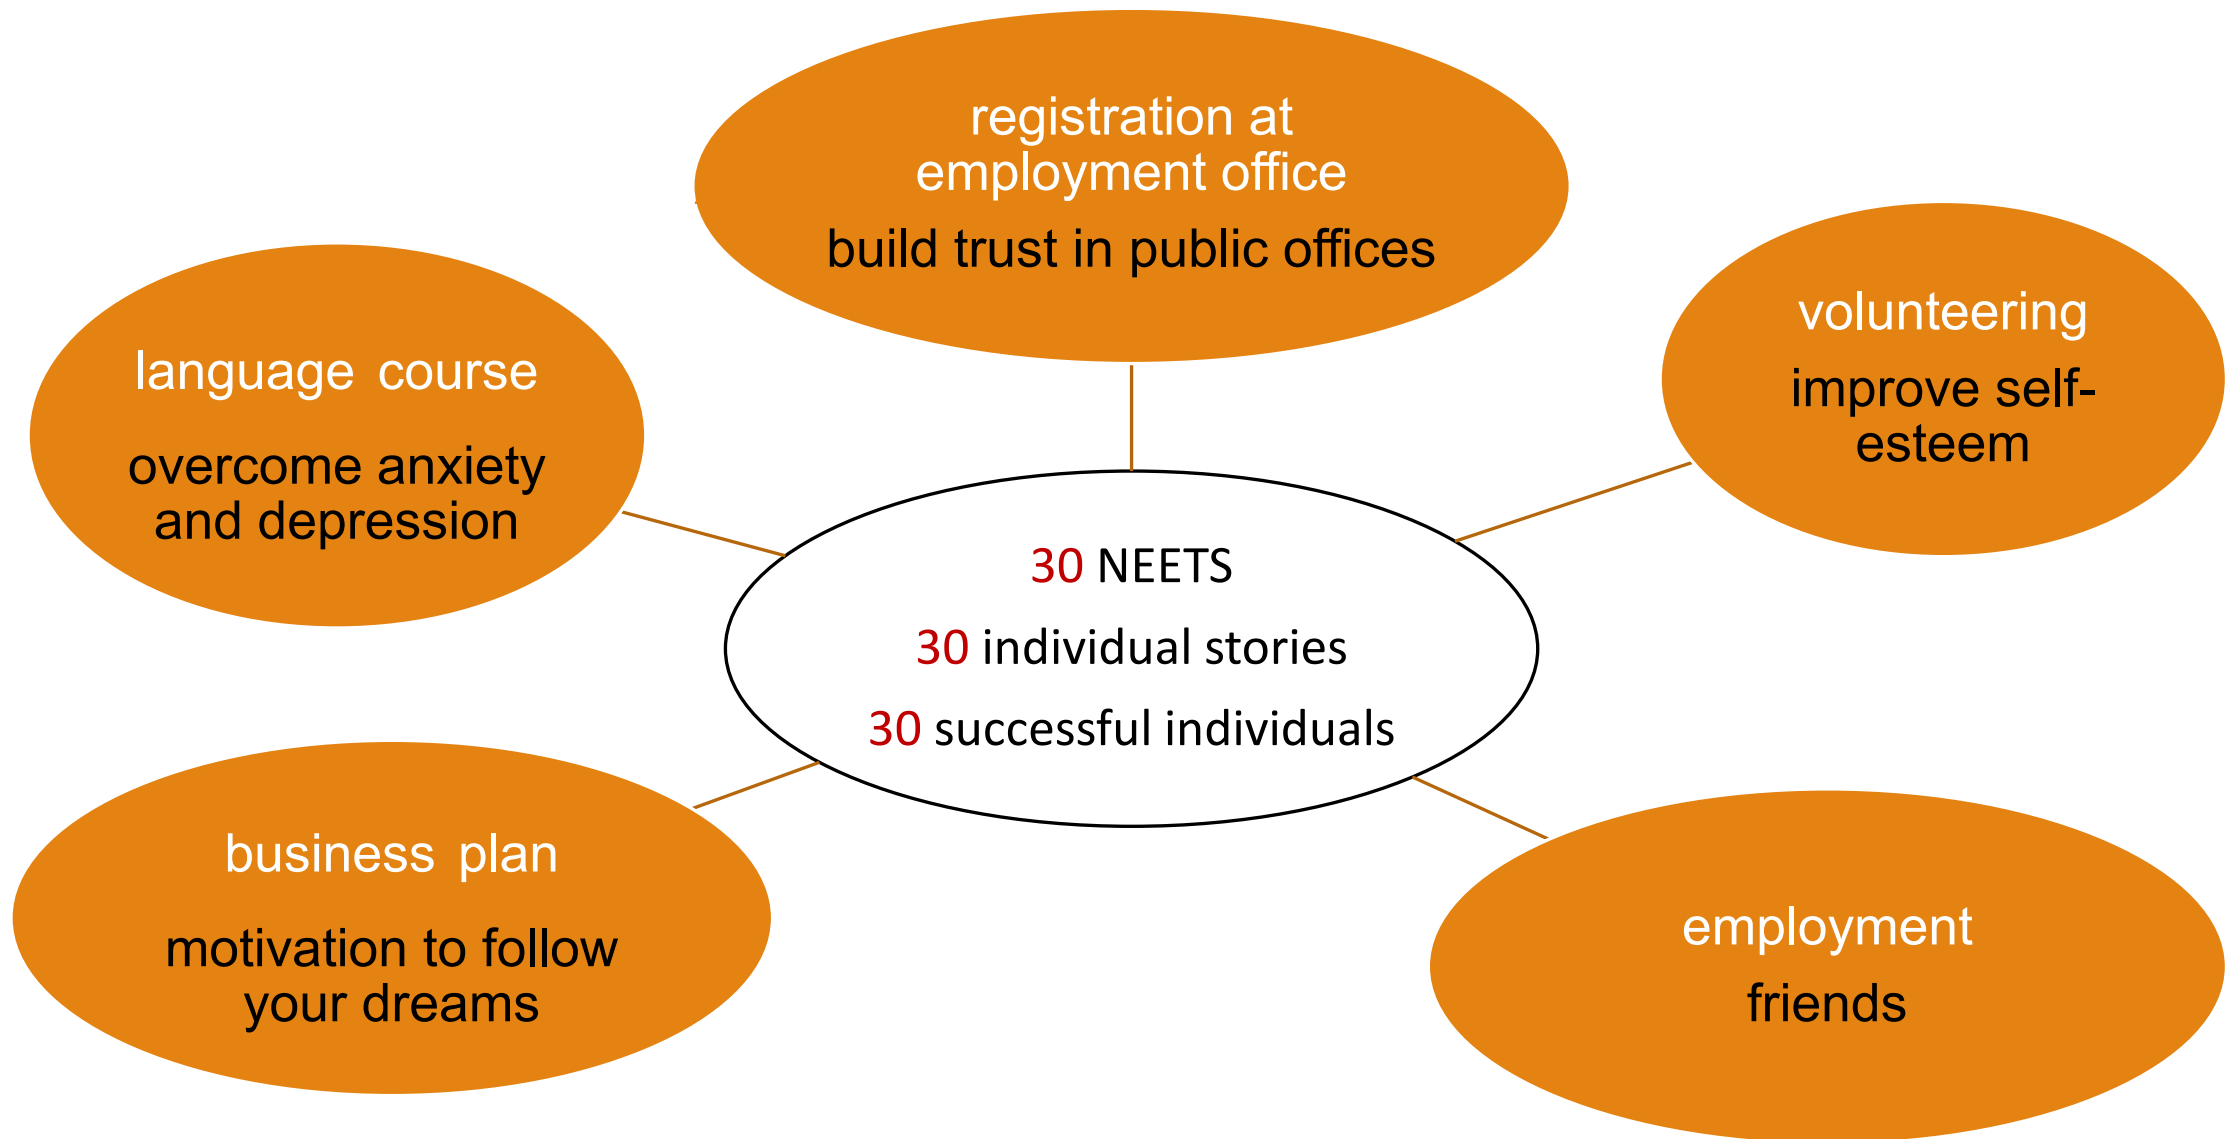 registration at
employment office
build trust in public offices
volunteering
improve self-
esteem
language course
overcome anxiety
and depression
30 NEETS
30 individual stories
30 successful individuals
business plan
motivation to follow
your dreams
employment
friends